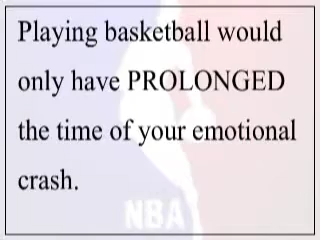 Playing basketball would
only have PROLONGED
the time of your emotional
crash.
NBA